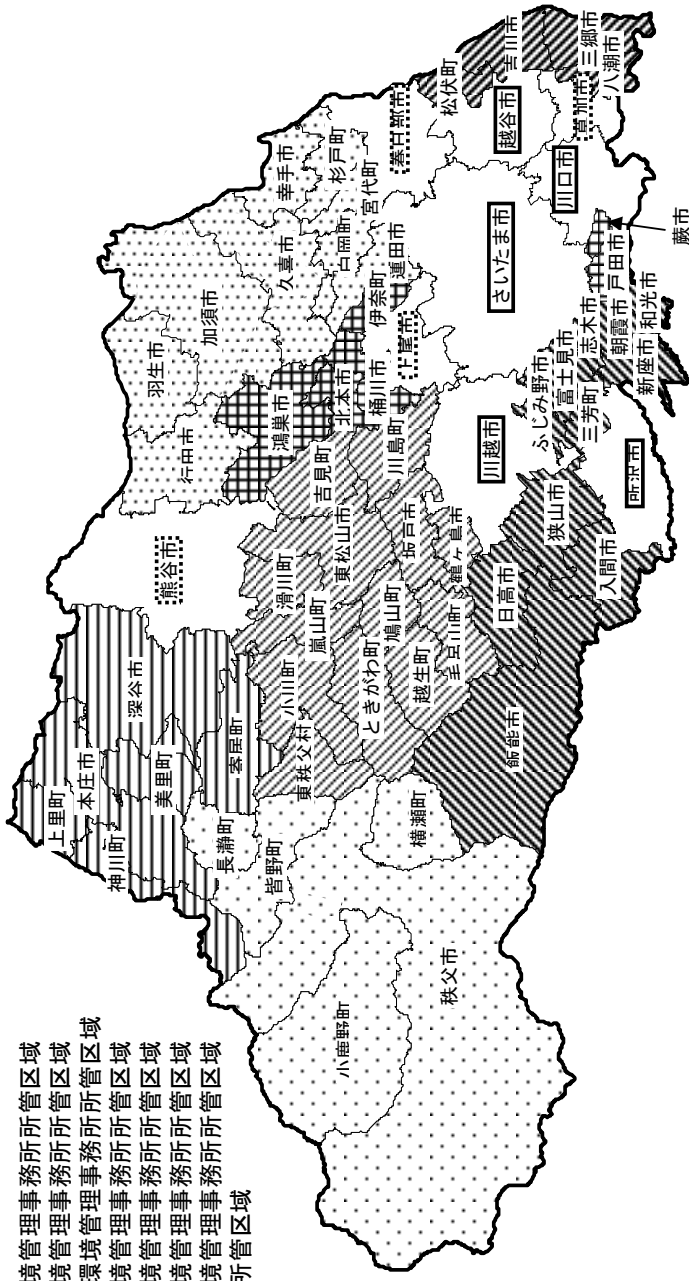 境管理事務所所管区域
境管理事務所所管区域
環境管理事務所所管区域
境管理事務所所管区域
境管理事務所所管区域
境管理事務所所管区域
境管理事務所所管区域
所管区域
上里町
本庄市
神川町
深谷市
美里町
寄居町
長瀞町
皆野町
横瀬町
小鹿野町
秩父市
熊谷市
行田市
羽生市
加須市
鴻巣市
北本市
桶川市
伊奈町
上尾市
久喜市
幸手市
杉戸町
宮代町
白岡町
蓮田市
春日部市
滑川町
嵐山町
小川町
東秩父村
ときがわ町
吉見町
東松山市
川島町
坂戸市
鳩山町
鶴ヶ島市
越生町
毛呂山町
日高市
飯能市
狭山市
入間市
所沢市
川越市
さいたま市
ふじみ野市
富士見市
三芳町
志木市
朝霞市
新座市
和光市
戸田市
蕨市
川口市
草加市
越谷市
松伏町
吉川市
三郷市
八潮市